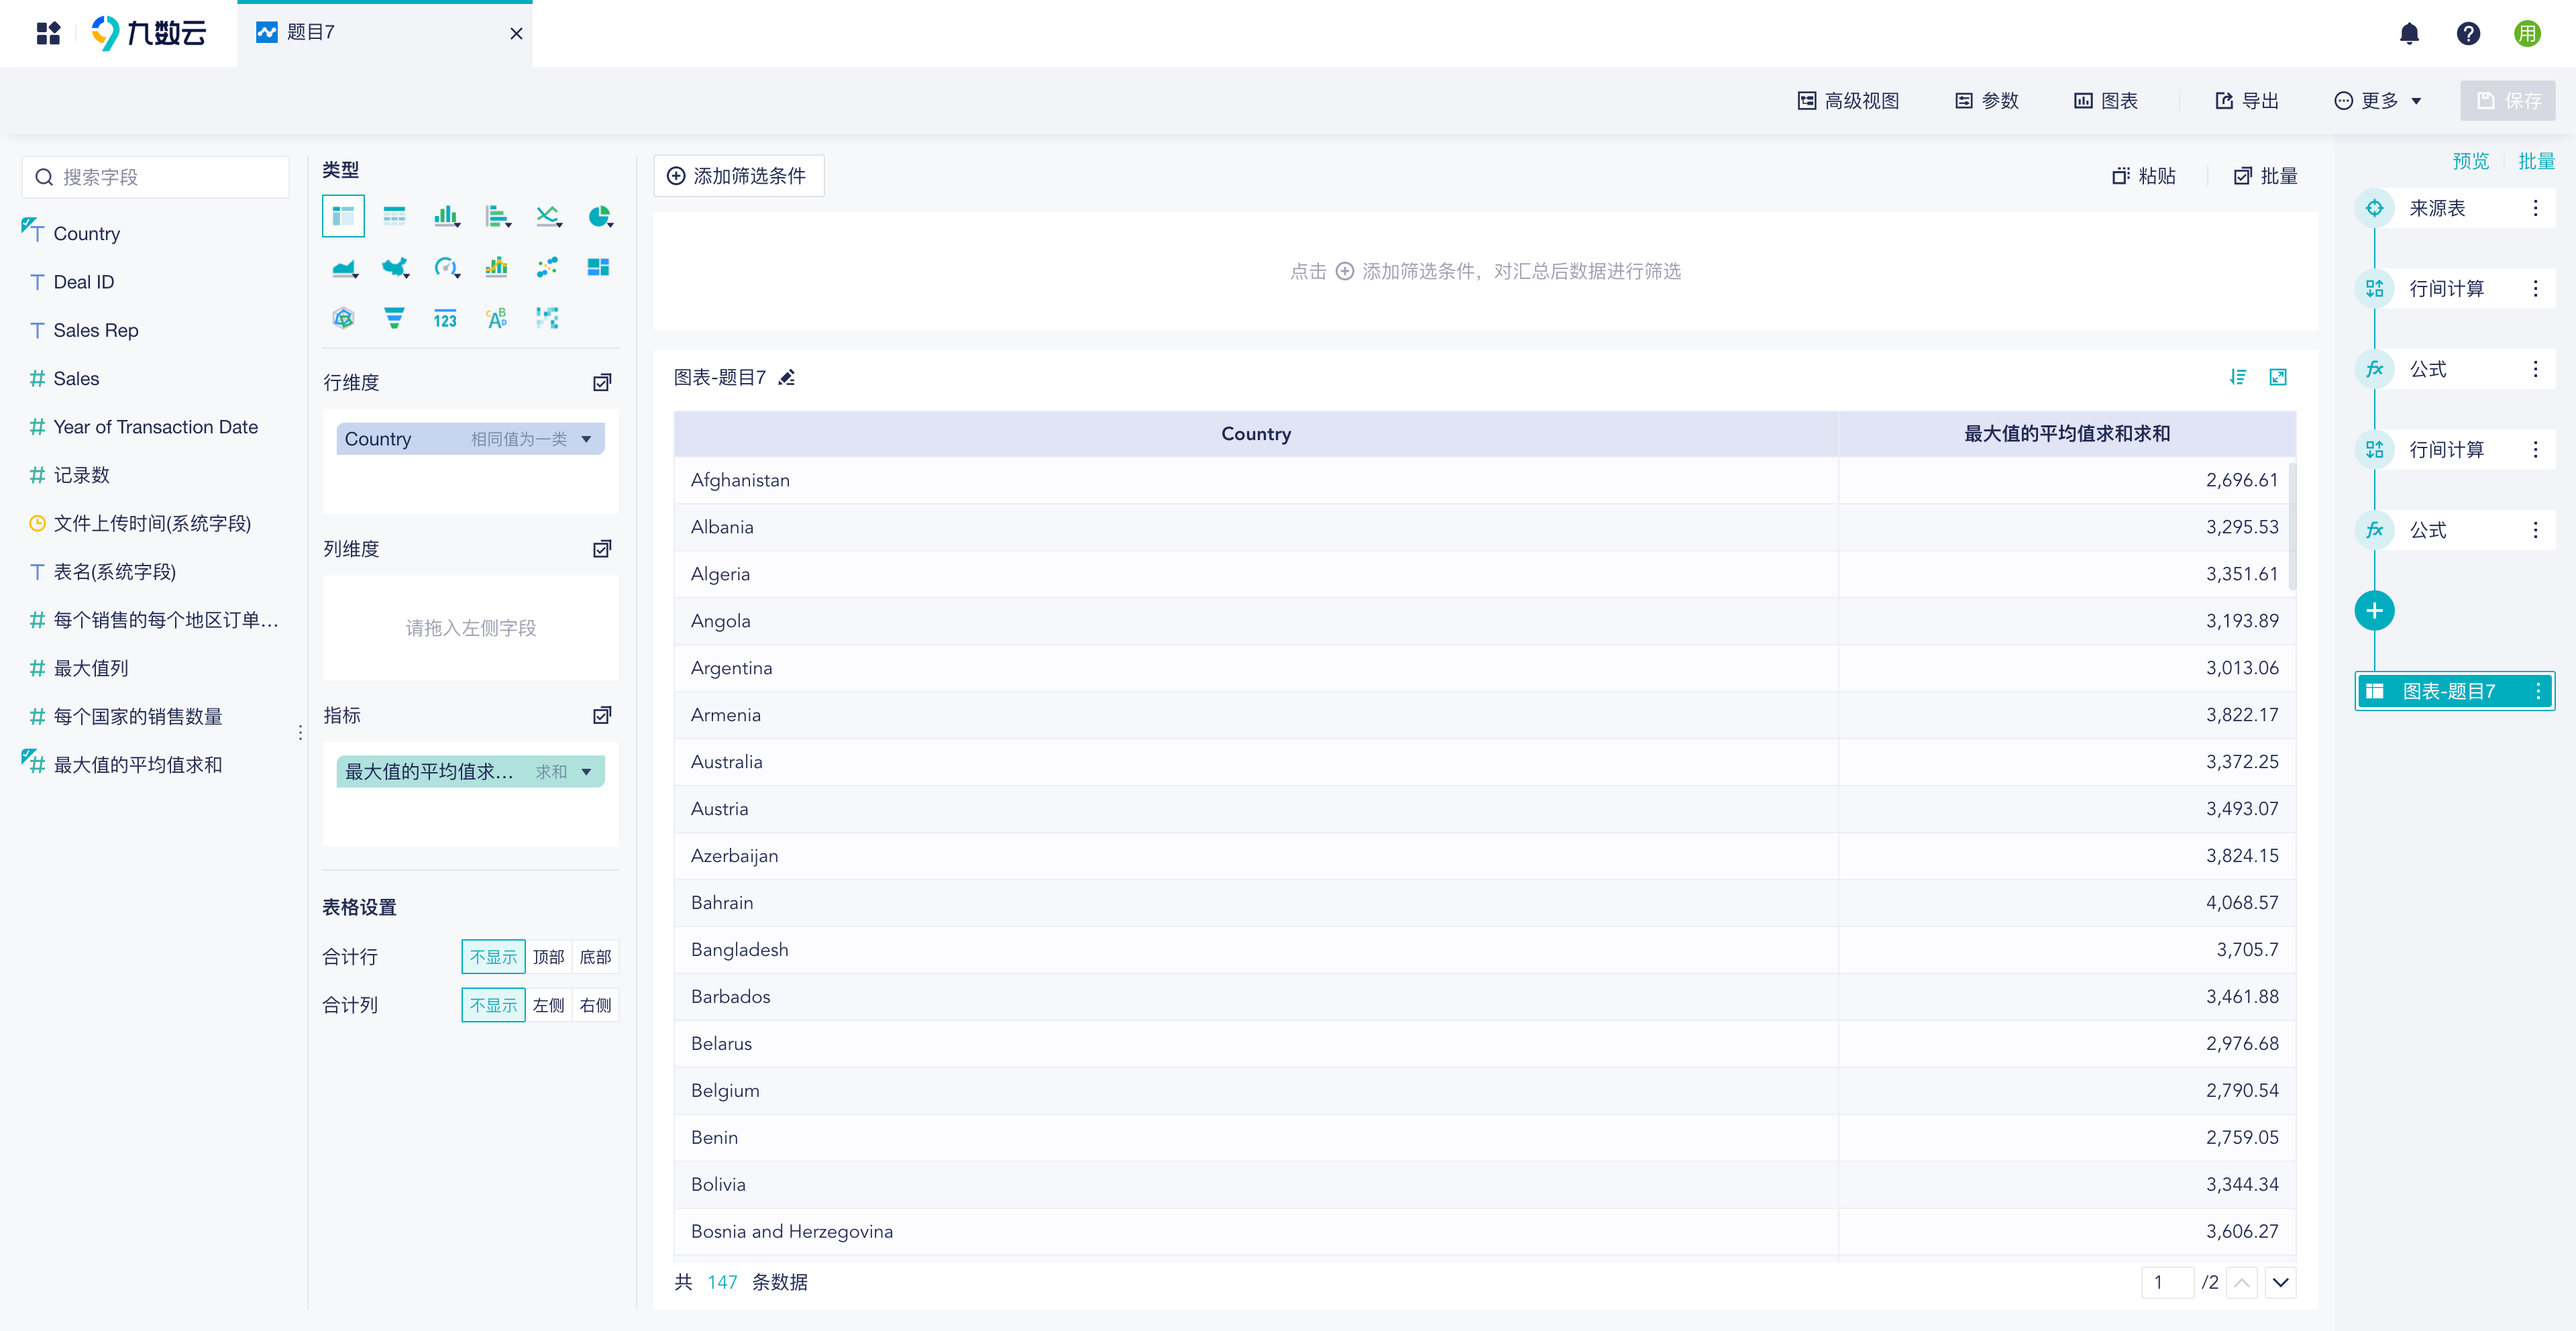 九数云
题目7
用
高级视图
参数
图表
导出
更多
保存
搜索字段
Country
Deal ID
Sales Rep
Sales
Year of Transaction Date
记录数
文件上传时间(系统字段)
表名(系统字段)
每个销售的每个地区订单...
最大值列
每个国家的销售数量
最大值的平均值求和
类型
123
行维度
Country 相同值为一类
列维度
请拖入左侧字段
指标
最大值的平均值求... 求和
表格设置
合计行 不显示 顶部 底部
合计列 不显示 左侧 右侧
添加筛选条件
粘贴
批量
点击 添加筛选条件，对汇总后数据进行筛选
图表-题目7
Country 最大值的平均值求和求和
Afghanistan 2,696.61
Albania 3,295.53
Algeria 3,351.61
Angola 3,193.89
Argentina 3,013.06
Armenia 3,822.17
Australia 3,372.25
Austria 3,493.07
Azerbaijan 3,824.15
Bahrain 4,068.57
Bangladesh 3,705.7
Barbados 3,461.88
Belarus 2,976.68
Belgium 2,790.54
Benin 2,759.05
Bolivia 3,344.34
Bosnia and Herzegovina 3,606.27
共 147 条数据
1 /2
预览 批量
来源表
行间计算
fx 公式
行间计算
fx 公式
图表-题目7